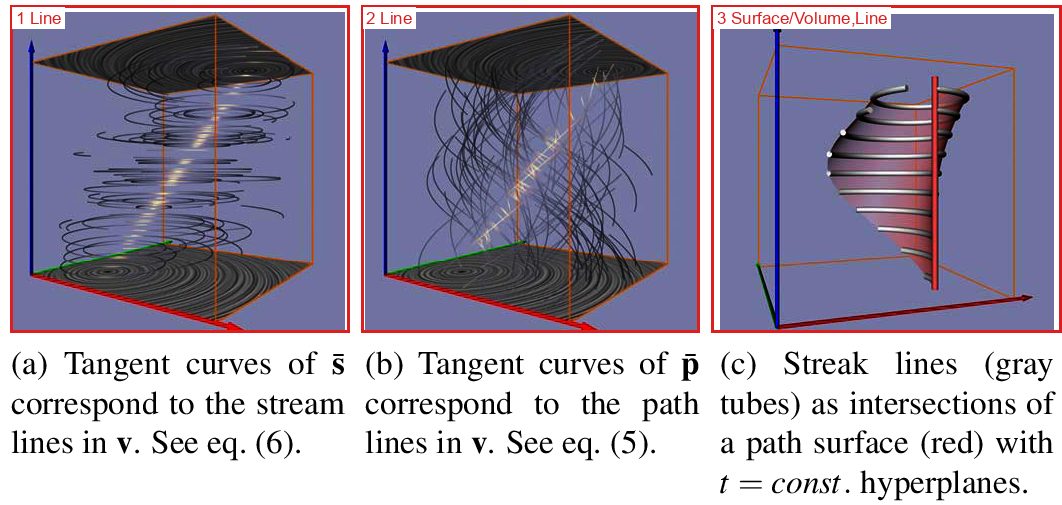 1 Line
2 Line
3 Surface/Volume,Line
(a) Tangent curves of s̄
correspond to the stream
lines in v. See eq. (6).
(b) Tangent curves of p̄
correspond to the path
lines in v. See eq. (5).
(c) Streak lines (gray
tubes) as intersections of
a path surface (red) with
t = const. hyperplanes.